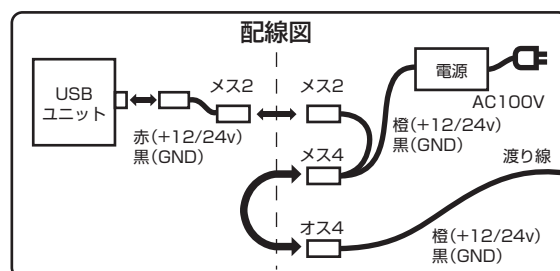 配線図
USB
ユニット
メス2
メス2
電源
AC100V
赤(+12/24v)
黒(GND)
橙(+12/24v)
黒(GND)
メス4
渡り線
オス4
橙(+12/24v)
黒(GND)